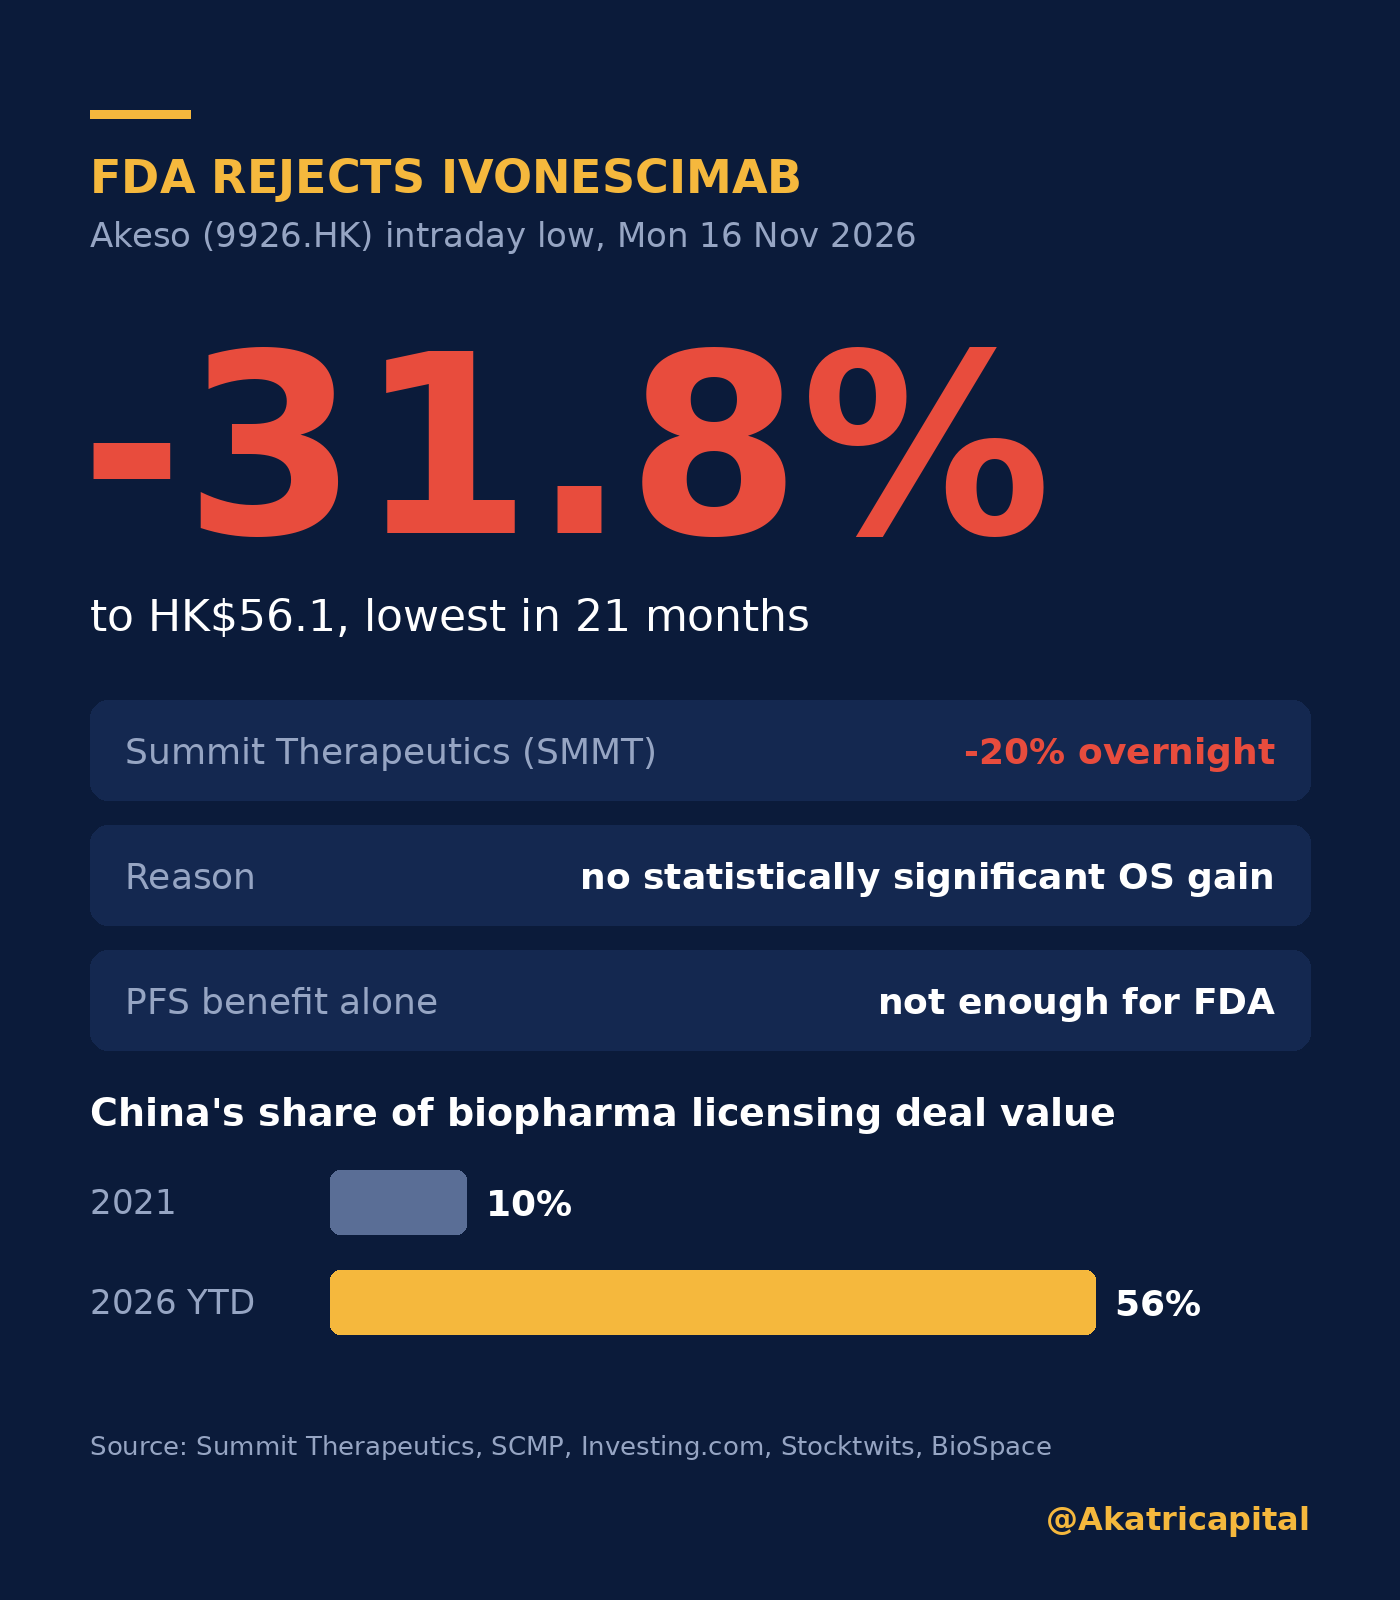 FDA REJECTS IVONESCIMAB
Akeso (9926.HK) intraday low, Mon 16 Nov 2026
-31.8%
to HK$56.1, lowest in 21 months
Summit Therapeutics (SMMT) -20% overnight
Reason no statistically significant OS gain
PFS benefit alone not enough for FDA
China's share of biopharma licensing deal value
2021 10%
2026 YTD 56%
Source: Summit Therapeutics, SCMP, Investing.com, Stocktwits, BioSpace
@Akatricapital